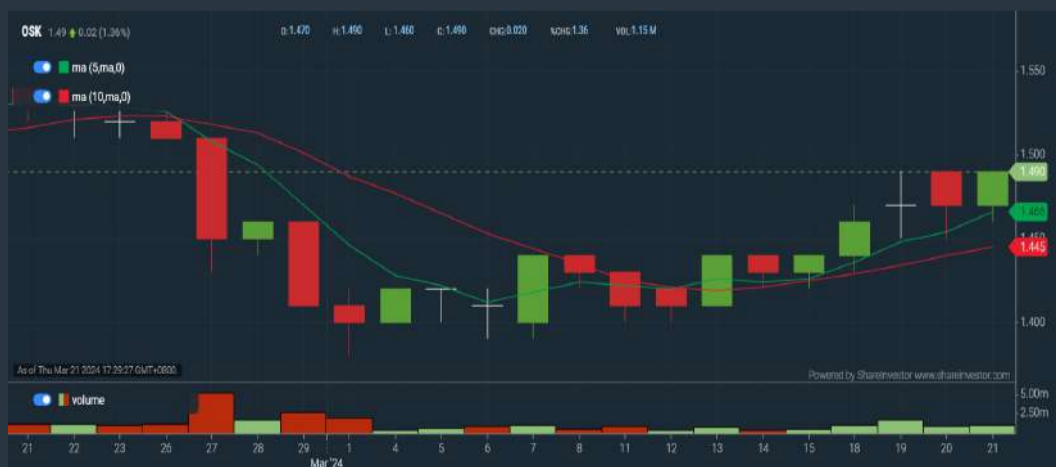 OSK 1.49 0.02 (1.36%) O:1.470 H:1.490 L: 1.460 C:1.490 CHG:0.020 %CHG:1.36 VOL:1.15 M
ma (5,ma,0)
ma (10,ma,0)
1.550
1.500
1.490
1.466
1.450
1.445
1.400
As of Thu Mar 21 2024 17:29:27 GMT+0800.
Powered by ShareInvestor www.shareinvestor.com
volume
5.00m
2.50m
21 22 23 26 27 28 29 1 4 5 6 7 8 11 12 13 14 15 18 19 20 21
Mar '24